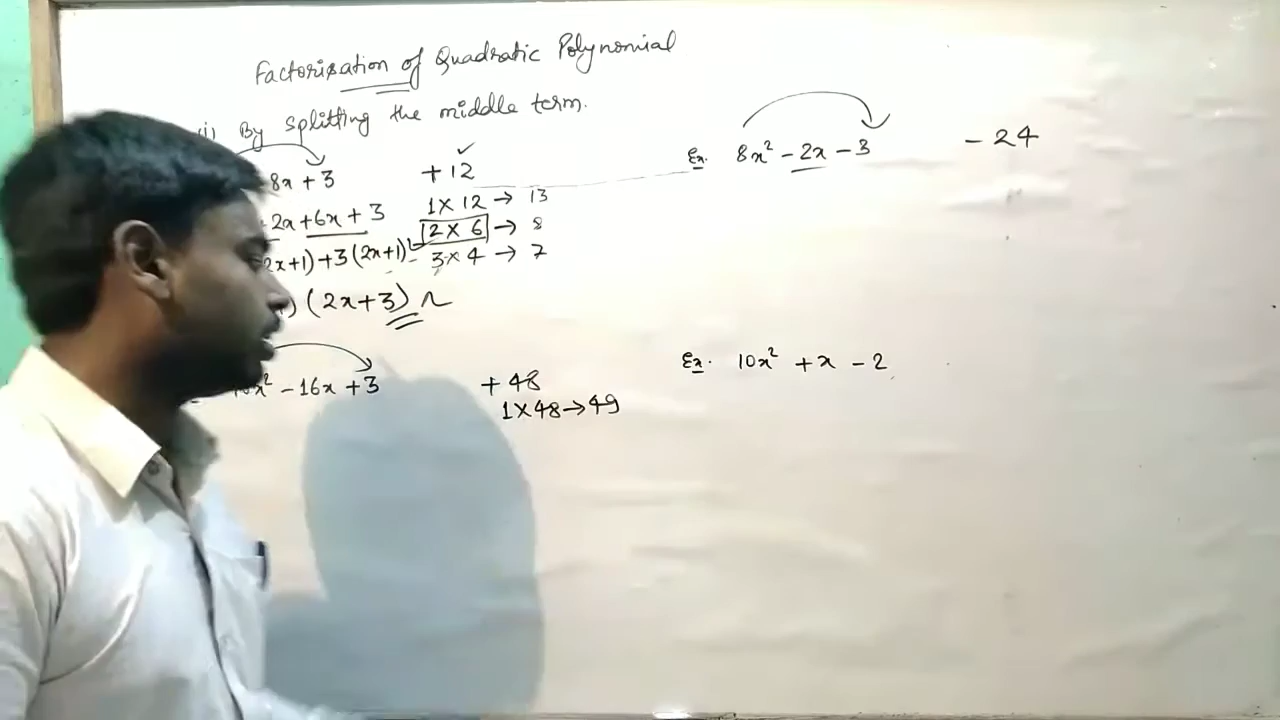 Factorisation of Quadratic Polynomial
(i) By splitting the middle term.
8x + 3
2x + 6x + 3
2x+1) + 3(2x+1)
) (2x+3)
+ 12 ✓
1 × 12 → 13
2 × 6 → 8
3 × 4 → 7
x² - 16x + 3
+ 48
1 × 48 → 49
Ex. 8x² - 2x - 3
- 24
Ex. 10x² + x - 2